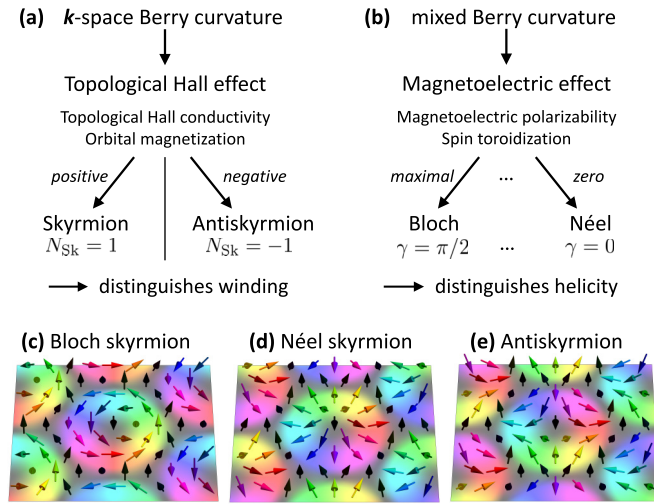 (a) k-space Berry curvature
Topological Hall effect
Topological Hall conductivity
Orbital magnetization
positive negative
Skyrmion Antiskyrmion
N_Sk = 1 N_Sk = −1
distinguishes winding
(b) mixed Berry curvature
Magnetoelectric effect
Magnetoelectric polarizability
Spin toroidization
maximal ... zero
Bloch Néel
γ = π/2 ... γ = 0
distinguishes helicity
(c) Bloch skyrmion
(d) Néel skyrmion
(e) Antiskyrmion